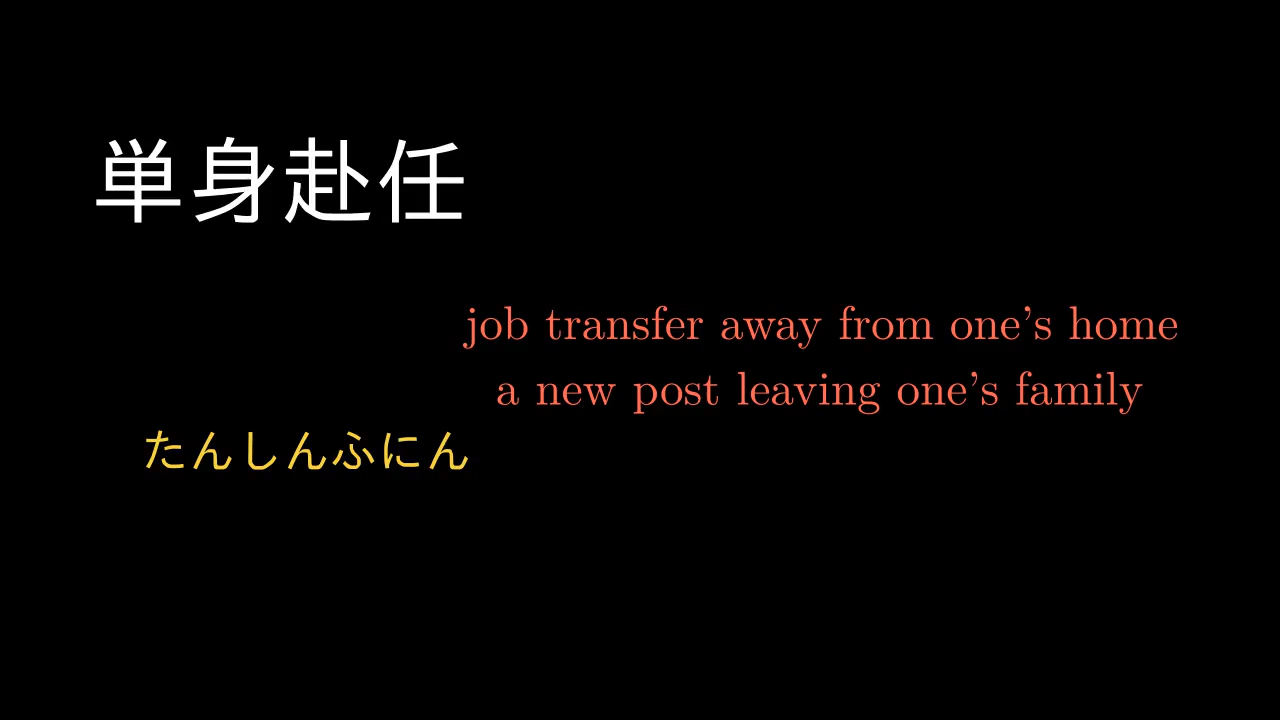 単身赴任
job transfer away from one's home
a new post leaving one's family
たんしんふにん